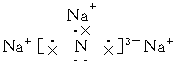 Na⁺
·×
Na⁺ [ ·× N ·× ]³⁻ Na⁺
· ·